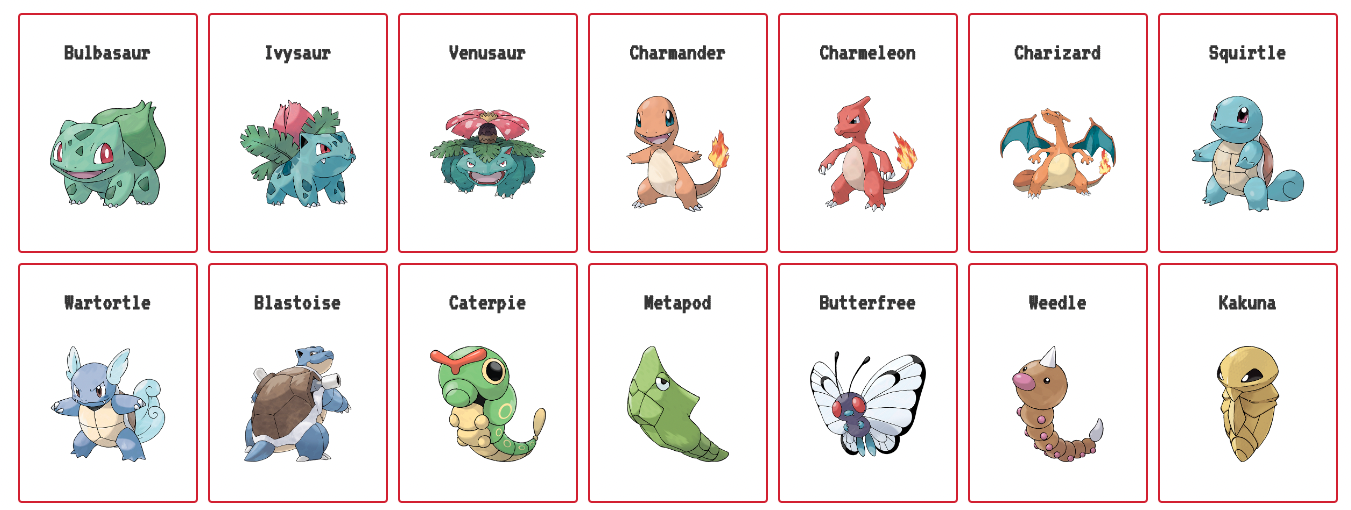 Bulbasaur
Ivysaur
Venusaur
Charmander
Charmeleon
Charizard
Squirtle
Wartortle
Blastoise
Caterpie
Metapod
Butterfree
Weedle
Kakuna